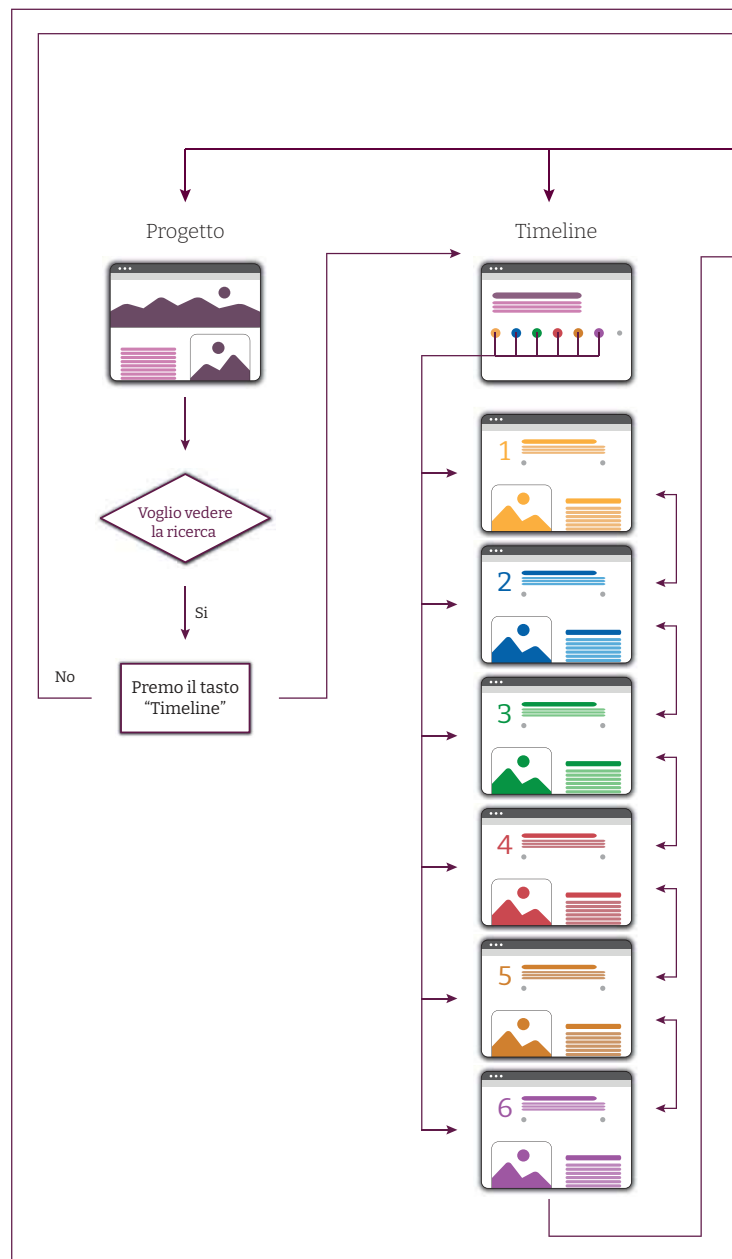 Progetto
Timeline
1
Voglio vedere
la ricerca
2
Si
No
Premo il tasto
“Timeline”
3
4
5
6